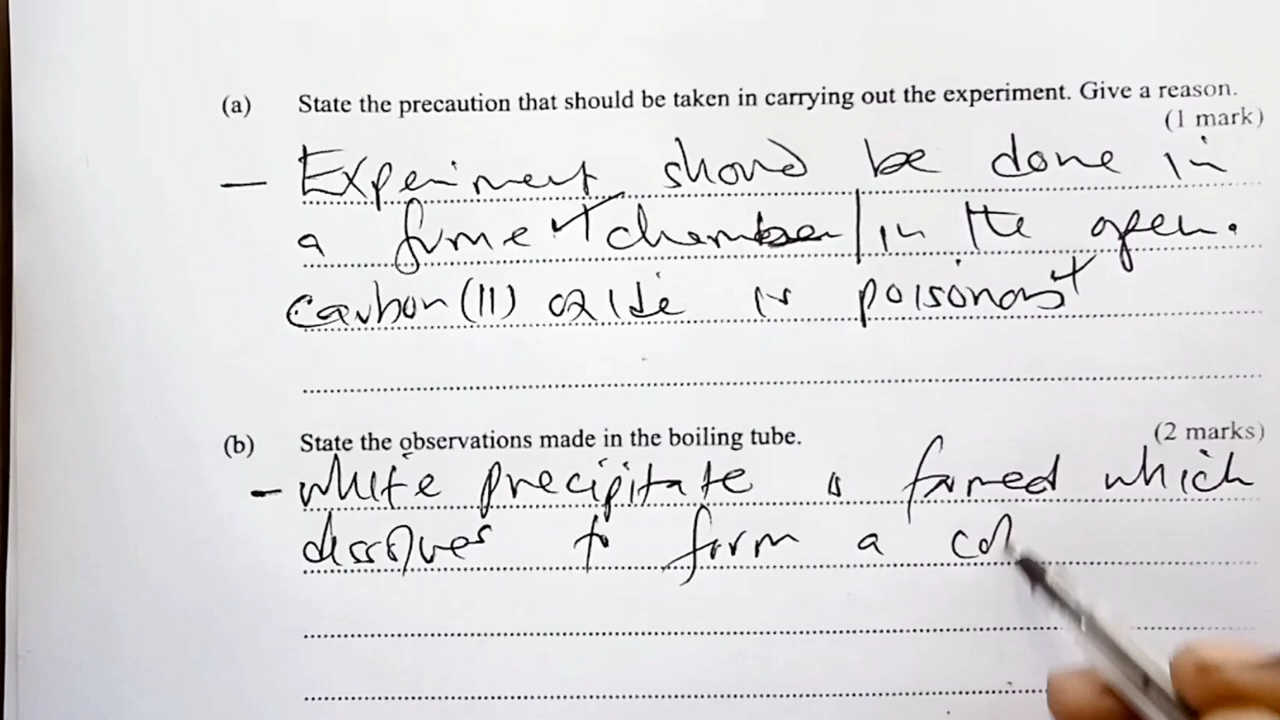 (a) State the precaution that should be taken in carrying out the experiment. Give a reason.
(1 mark)
– Experiment should be done in
a fume chamber/in the open.
Carbon(II) oxide is poisonous
(b) State the observations made in the boiling tube. (2 marks)
– white precipitate is formed which
dissolves to form a col